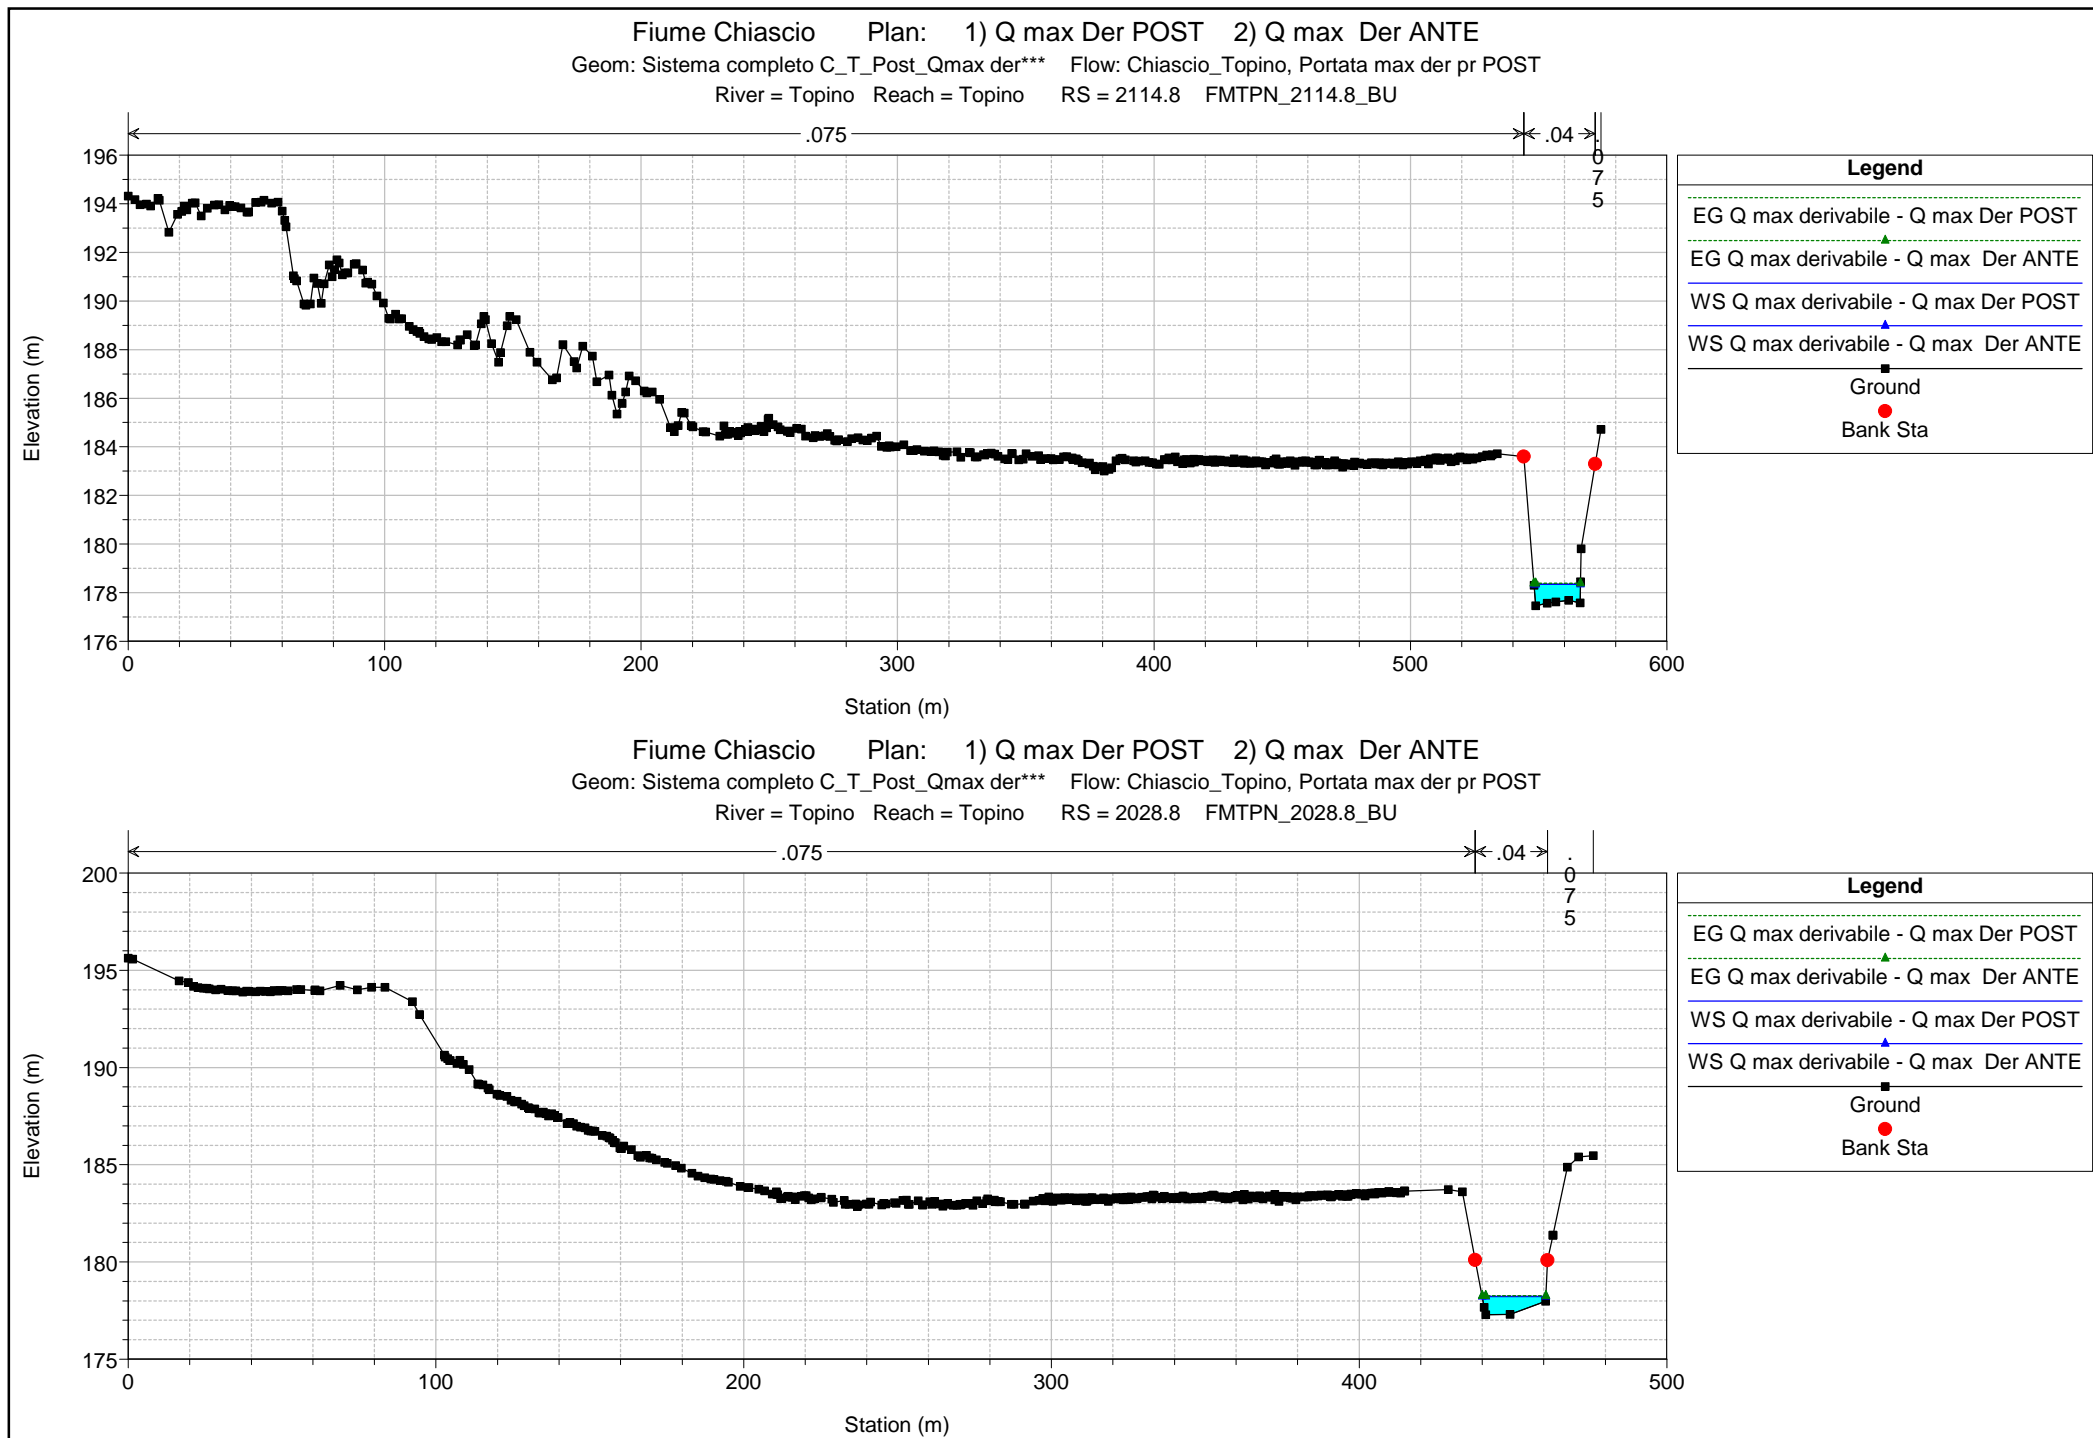 Fiume Chiascio Plan: 1) Q max Der POST 2) Q max Der ANTE
Geom: Sistema completo C_T_Post_Qmax der*** Flow: Chiascio_Topino, Portata max der pr POST
River = Topino Reach = Topino RS = 2114.8 FMTPN_2114.8_BU
.075
.04
.075
196
194
192
190
188
186
184
182
180
178
176
Elevation (m)
0 100 200 300 400 500 600
Station (m)
Legend
EG Q max derivabile - Q max Der POST
EG Q max derivabile - Q max Der ANTE
WS Q max derivabile - Q max Der POST
WS Q max derivabile - Q max Der ANTE
Ground
Bank Sta
Fiume Chiascio Plan: 1) Q max Der POST 2) Q max Der ANTE
Geom: Sistema completo C_T_Post_Qmax der*** Flow: Chiascio_Topino, Portata max der pr POST
River = Topino Reach = Topino RS = 2028.8 FMTPN_2028.8_BU
.075
.04
.075
200
195
190
185
180
175
Elevation (m)
0 100 200 300 400 500
Station (m)
Legend
EG Q max derivabile - Q max Der POST
EG Q max derivabile - Q max Der ANTE
WS Q max derivabile - Q max Der POST
WS Q max derivabile - Q max Der ANTE
Ground
Bank Sta